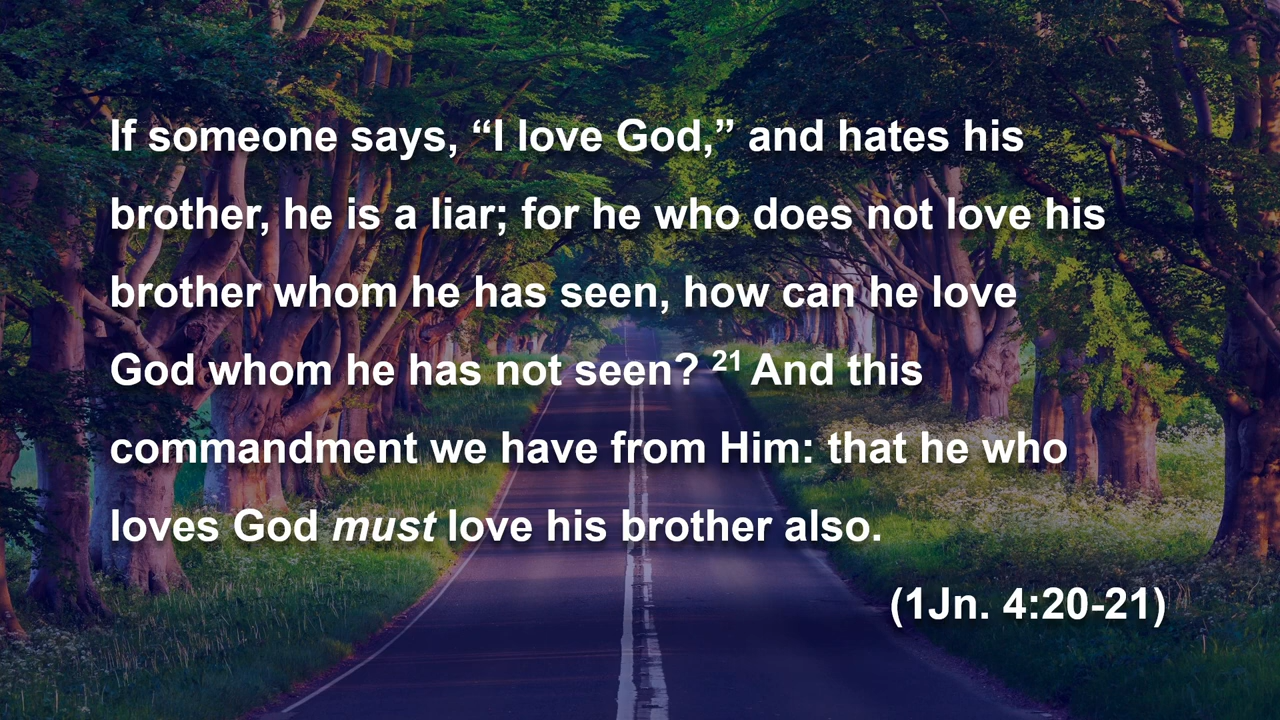 If someone says, “I love God,” and hates his
brother, he is a liar; for he who does not love his
brother whom he has seen, how can he love
God whom he has not seen? 21 And this
commandment we have from Him: that he who
loves God must love his brother also.
(1Jn. 4:20-21)